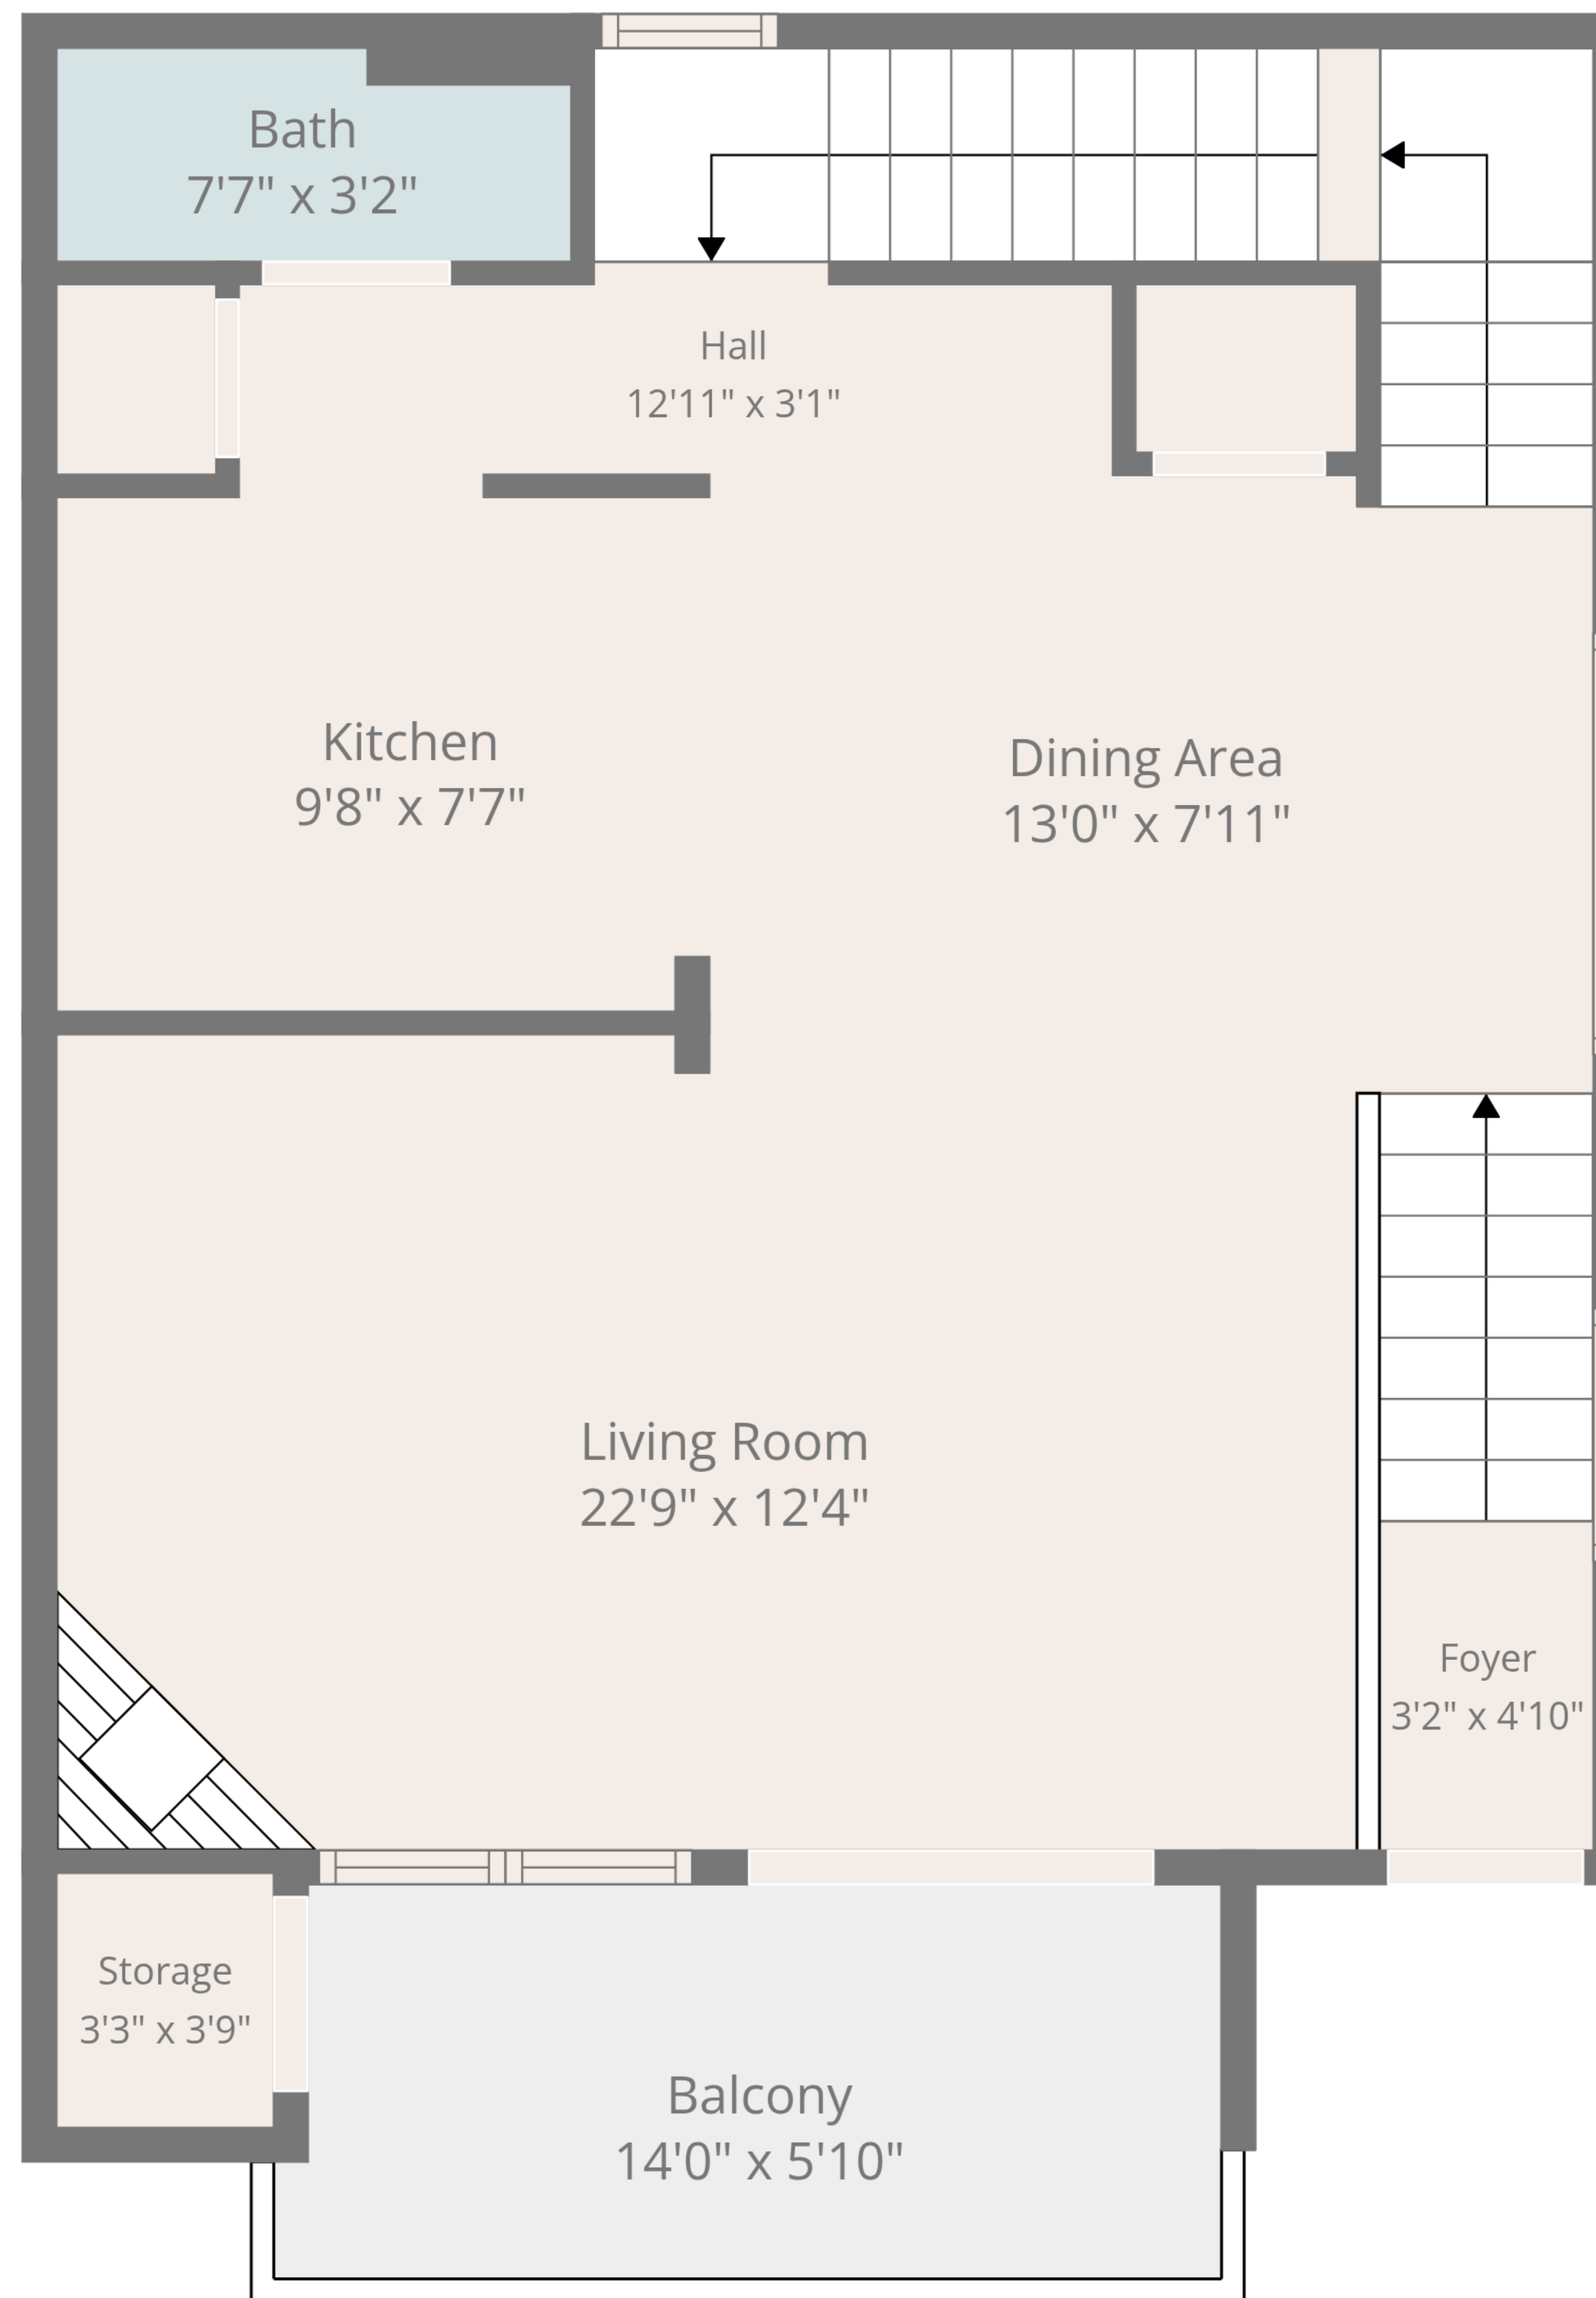 Bath
7'7" x 3'2"
Hall
12'11" x 3'1"
Kitchen
9'8" x 7'7"
Dining Area
13'0" x 7'11"
Living Room
22'9" x 12'4"
Foyer
3'2" x 4'10"
Storage
3'3" x 3'9"
Balcony
14'0" x 5'10"